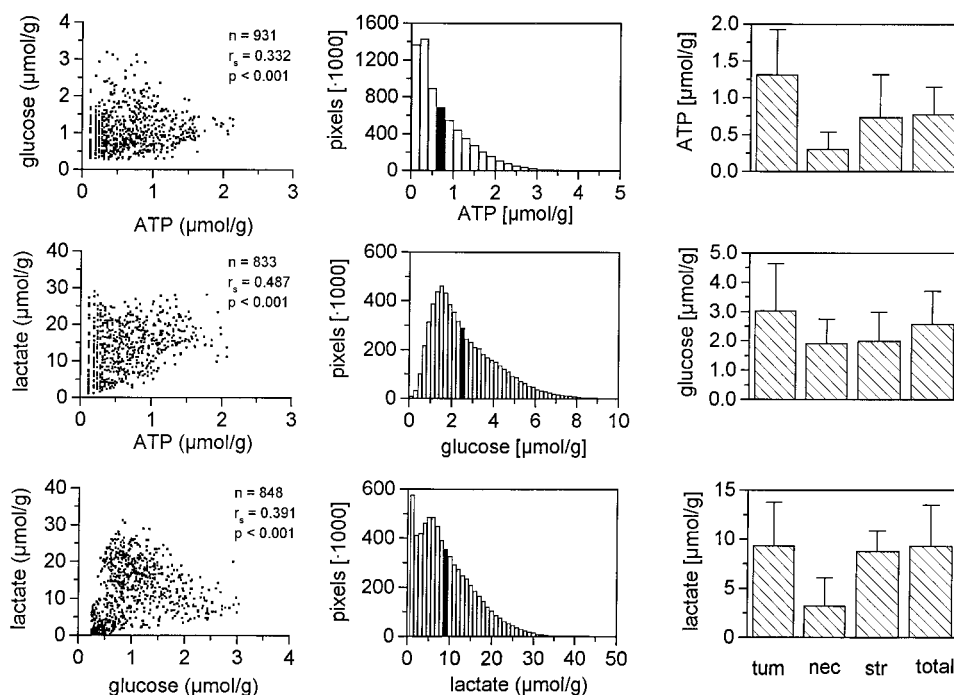 glucose (µmol/g)
4
3
2
1
0
n = 931
r_s = 0.332
p < 0.001
0 1 2 3
ATP (µmol/g)
pixels [·1000]
1600
1200
800
400
0
0 1 2 3 4 5
ATP [µmol/g]
ATP [µmol/g]
2.0
1.5
1.0
0.5
0.0
lactate (µmol/g)
40
30
20
10
0
n = 833
r_s = 0.487
p < 0.001
0 1 2 3
ATP (µmol/g)
pixels [·1000]
600
400
200
0
0 2 4 6 8 10
glucose [µmol/g]
glucose [µmol/g]
5.0
4.0
3.0
2.0
1.0
0.0
lactate (µmol/g)
40
30
20
10
0
n = 848
r_s = 0.391
p < 0.001
0 1 2 3 4
glucose (µmol/g)
pixels [·1000]
600
400
200
0
0 10 20 30 40 50
lactate [µmol/g]
lactate [µmol/g]
15
10
5
0
tum nec str total